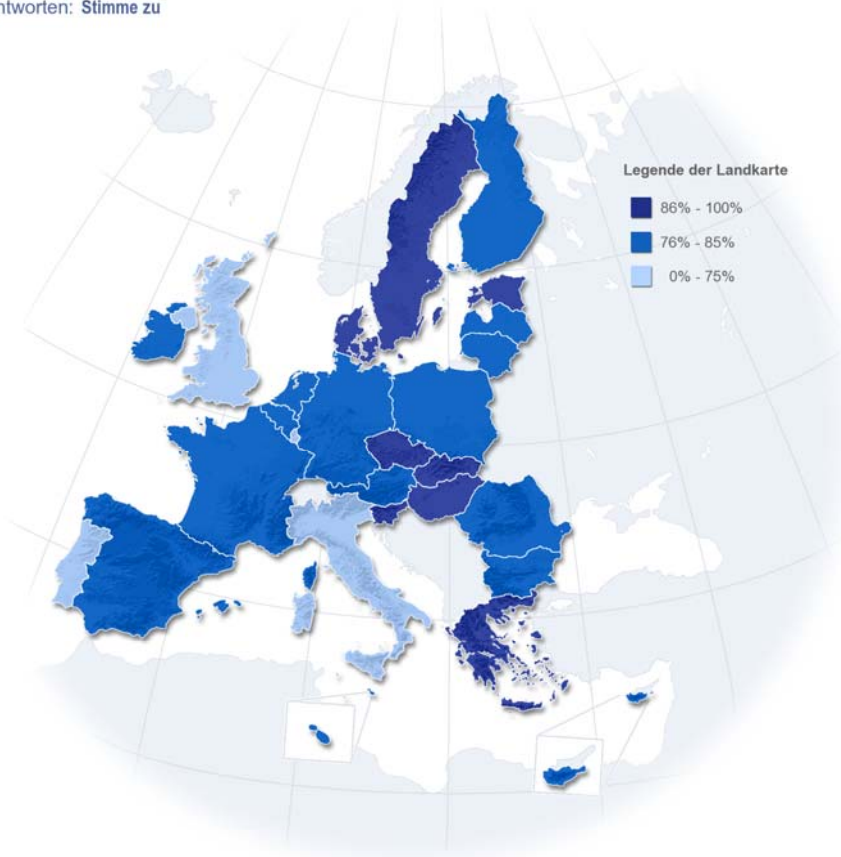 ntworten: Stimme zu
Legende der Landkarte
86% - 100%
76% - 85%
0% - 75%